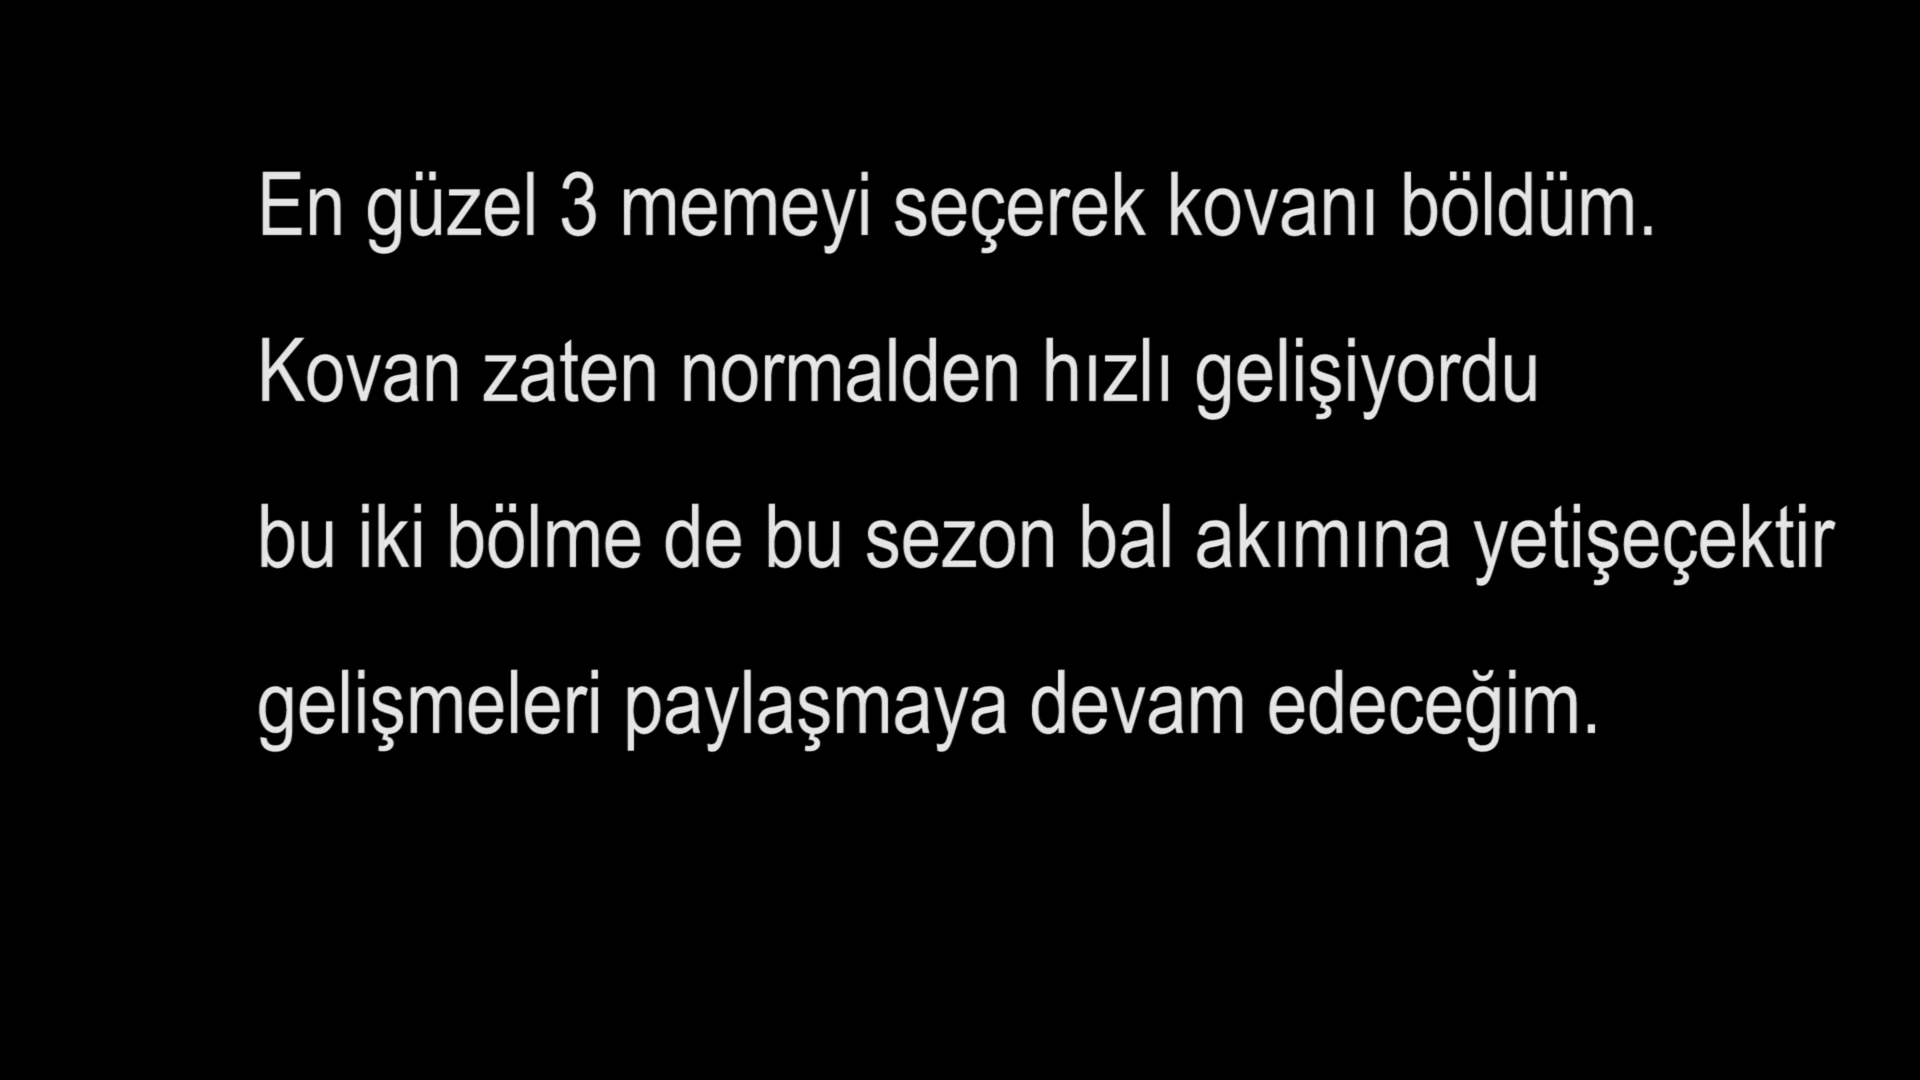 En güzel 3 memeyi seçerek kovanı böldüm.
Kovan zaten normalden hızlı gelişiyordu
bu iki bölme de bu sezon bal akımına yetişeçektir
gelişmeleri paylaşmaya devam edeceğim.